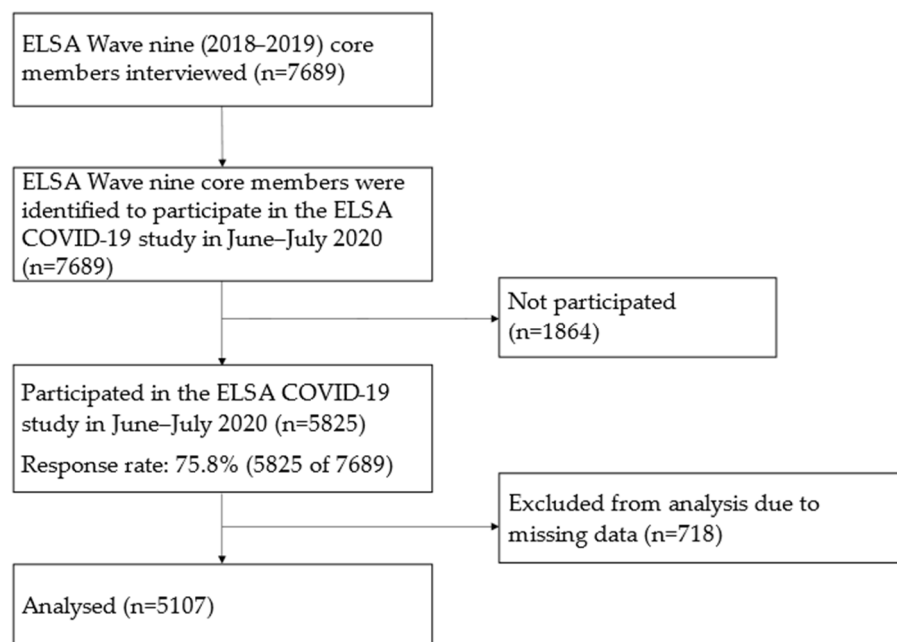 ELSA Wave nine (2018–2019) core
members interviewed (n=7689)
ELSA Wave nine core members were
identified to participate in the ELSA
COVID-19 study in June–July 2020
(n=7689)
Not participated
(n=1864)
Participated in the ELSA COVID-19
study in June–July 2020 (n=5825)
Response rate: 75.8% (5825 of 7689)
Excluded from analysis due to
missing data (n=718)
Analysed (n=5107)